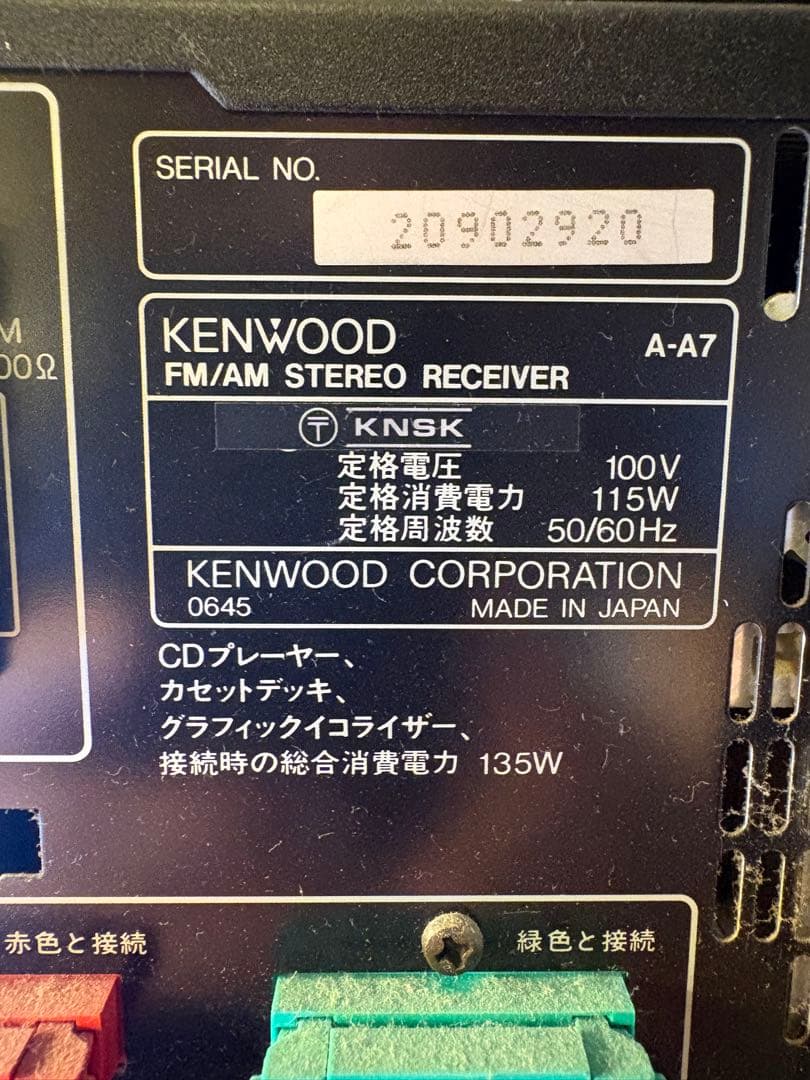 SERIAL NO.
20902920
M
00Ω
KENWOOD
A-A7
FM/AM STEREO RECEIVER
〒 KNSK
定格電圧 100V
定格消費電力 115W
定格周波数 50/60Hz
KENWOOD CORPORATION
0645 MADE IN JAPAN
CDプレーヤー、
カセットデッキ、
グラフィックイコライザー、
接続時の総合消費電力 135W
赤色と接続
緑色と接続